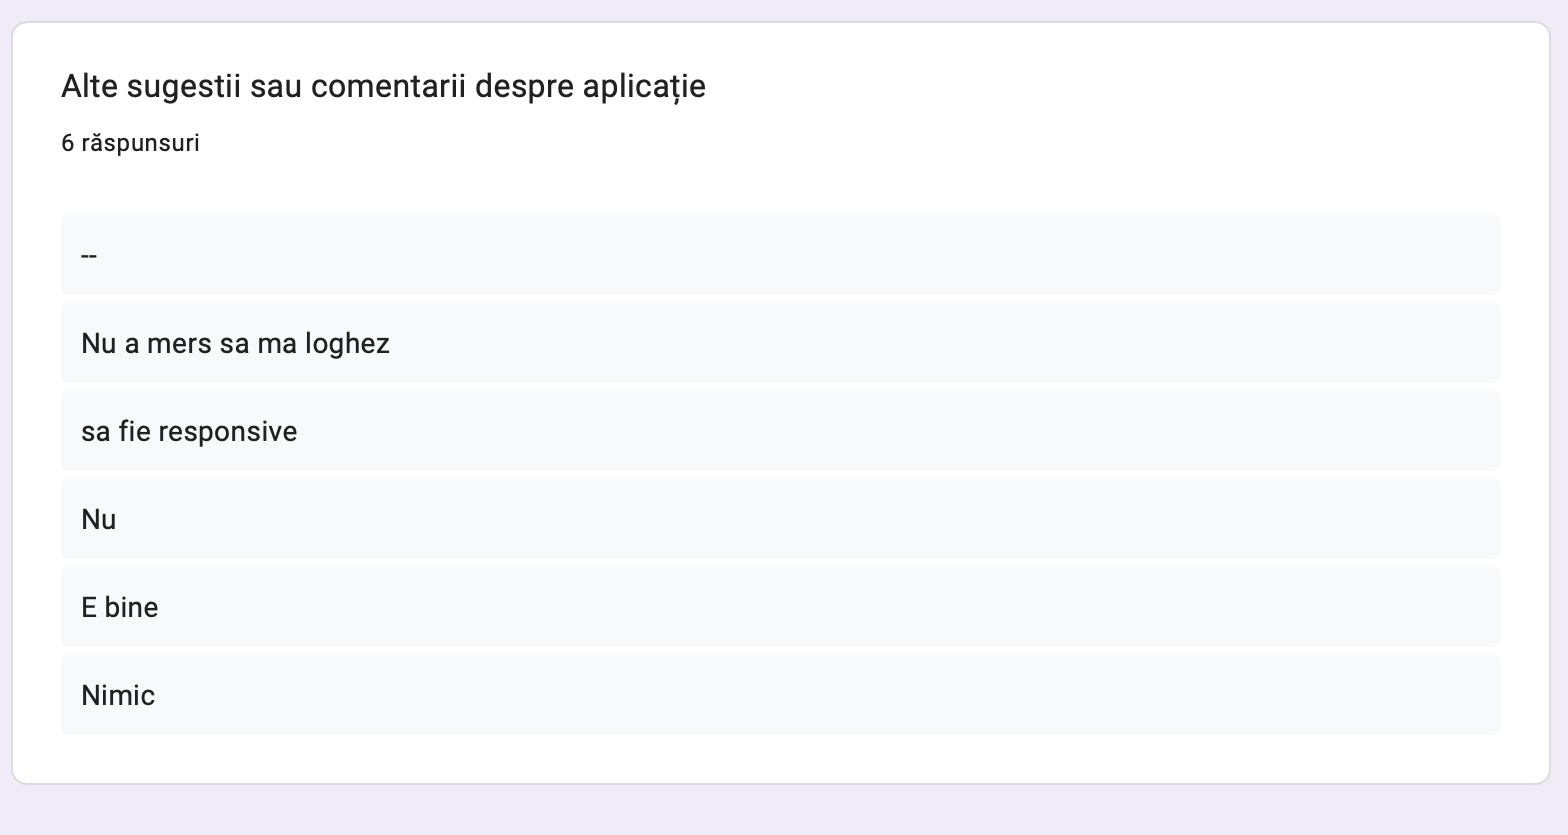 Alte sugestii sau comentarii despre aplicație
6 răspunsuri
--
Nu a mers sa ma loghez
sa fie responsive
Nu
E bine
Nimic